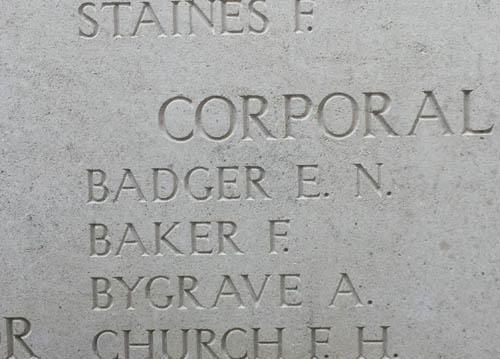 STAINES F.
CORPORAL
BADGER E. N.
BAKER F.
BYGRAVE A.
CHURCH F. H.